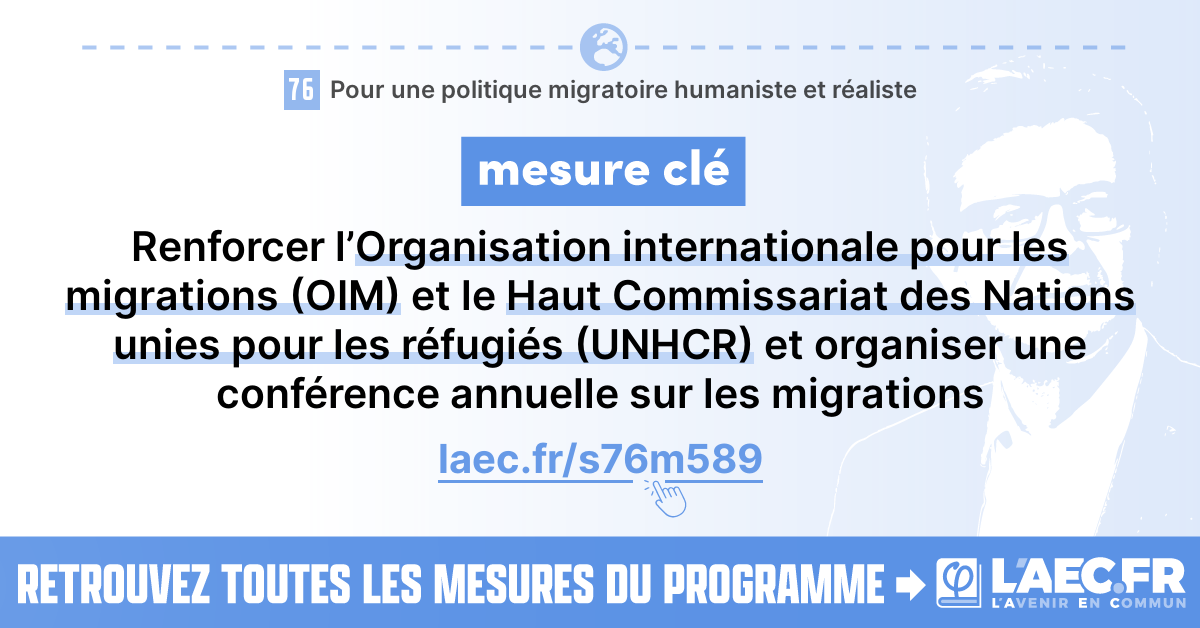 76 Pour une politique migratoire humaniste et réaliste
mesure clé
Renforcer l’Organisation internationale pour les
migrations (OIM) et le Haut Commissariat des Nations
unies pour les réfugiés (UNHCR) et organiser une
conférence annuelle sur les migrations
laec.fr/s76m589
RETROUVEZ TOUTES LES MESURES DU PROGRAMME
φ L'AEC.FR
L'AVENIR EN COMMUN